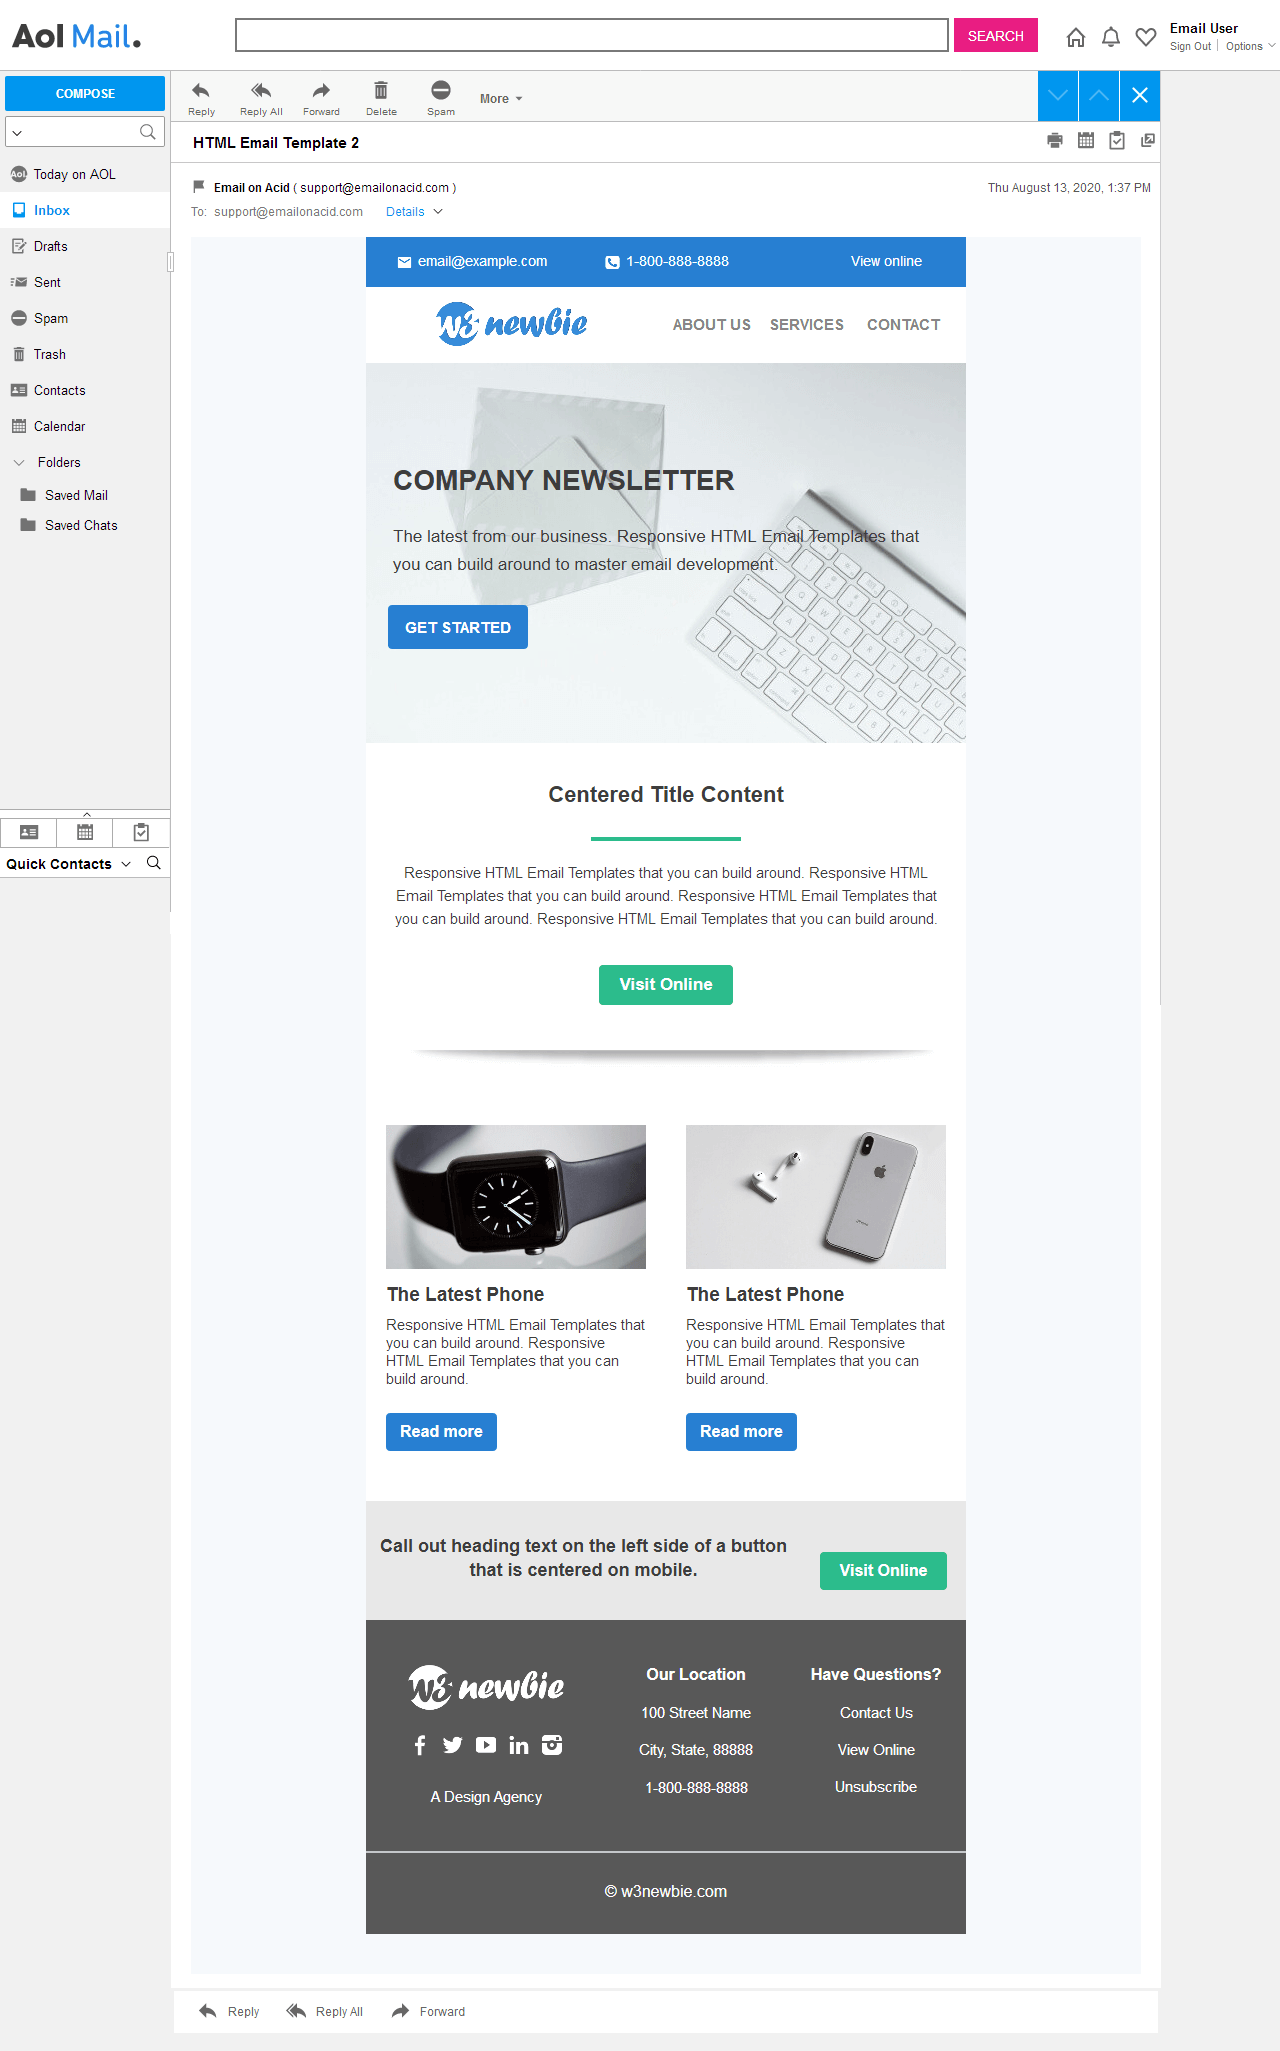 Aol Mail.
SEARCH
Email User
Sign Out
Options
COMPOSE
Reply
Reply All
Forward
Delete
Spam
More
HTML Email Template 2
Aol.
Today on AOL
Inbox
Drafts
Sent
Spam
Trash
Contacts
Calendar
Folders
Saved Mail
Saved Chats
Quick Contacts
Email on Acid ( support@emailonacid.com )
Thu August 13, 2020, 1:37 PM
To: support@emailonacid.com
Details
email@example.com
1-800-888-8888
View online
w3 newbie
ABOUT US
SERVICES
CONTACT
COMPANY NEWSLETTER
The latest from our business. Responsive HTML Email Templates that
you can build around to master email development.
GET STARTED
Centered Title Content
Responsive HTML Email Templates that you can build around. Responsive HTML
Email Templates that you can build around. Responsive HTML Email Templates that
you can build around. Responsive HTML Email Templates that you can build around.
Visit Online
The Latest Phone
Responsive HTML Email Templates that
you can build around. Responsive
HTML Email Templates that you can
build around.
Read more
The Latest Phone
Responsive HTML Email Templates that
you can build around. Responsive
HTML Email Templates that you can
build around.
Read more
Call out heading text on the left side of a button
that is centered on mobile.
Visit Online
w3 newbie
A Design Agency
Our Location
100 Street Name
City, State, 88888
1-800-888-8888
Have Questions?
Contact Us
View Online
Unsubscribe
© w3newbie.com
Reply
Reply All
Forward